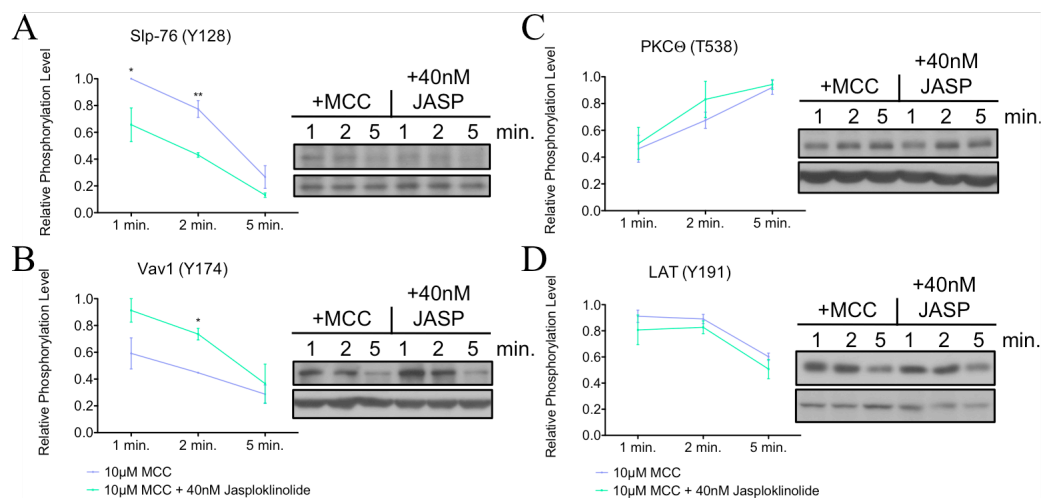 A
Slp-76 (Y128)
Relative Phosphorylation Level
1.0
0.8
0.6
0.4
0.2
0.0
*
**
1 min.
2 min.
5 min.
+MCC
+40nM
JASP
1 2 5 1 2 5 min.
B
Vav1 (Y174)
Relative Phosphorylation Level
1.0
0.8
0.6
0.4
0.2
0.0
*
1 min.
2 min.
5 min.
+MCC
+40nM
JASP
1 2 5 1 2 5 min.
10µM MCC
10µM MCC + 40nM Jasploklinolide
C
PKCΘ (T538)
Relative Phosphorylation Level
1.0
0.8
0.6
0.4
0.2
0.0
1 min.
2 min.
5 min.
+MCC
+40nM
JASP
1 2 5 1 2 5 min.
D
LAT (Y191)
Relative Phosphorylation Level
1.0
0.8
0.6
0.4
0.2
0.0
1 min.
2 min.
5 min.
+MCC
+40nM
JASP
1 2 5 1 2 5 min.
10µM MCC
10µM MCC + 40nM Jasploklinolide